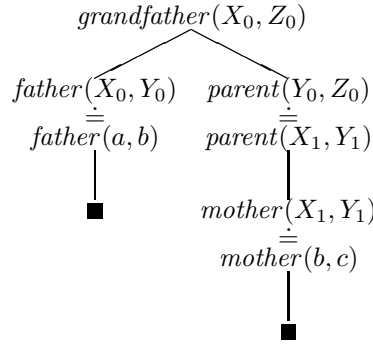 grandfather(X₀, Z₀)
father(X₀, Y₀) parent(Y₀, Z₀)
≐ ≐
father(a, b) parent(X₁, Y₁)
mother(X₁, Y₁)
≐
mother(b, c)